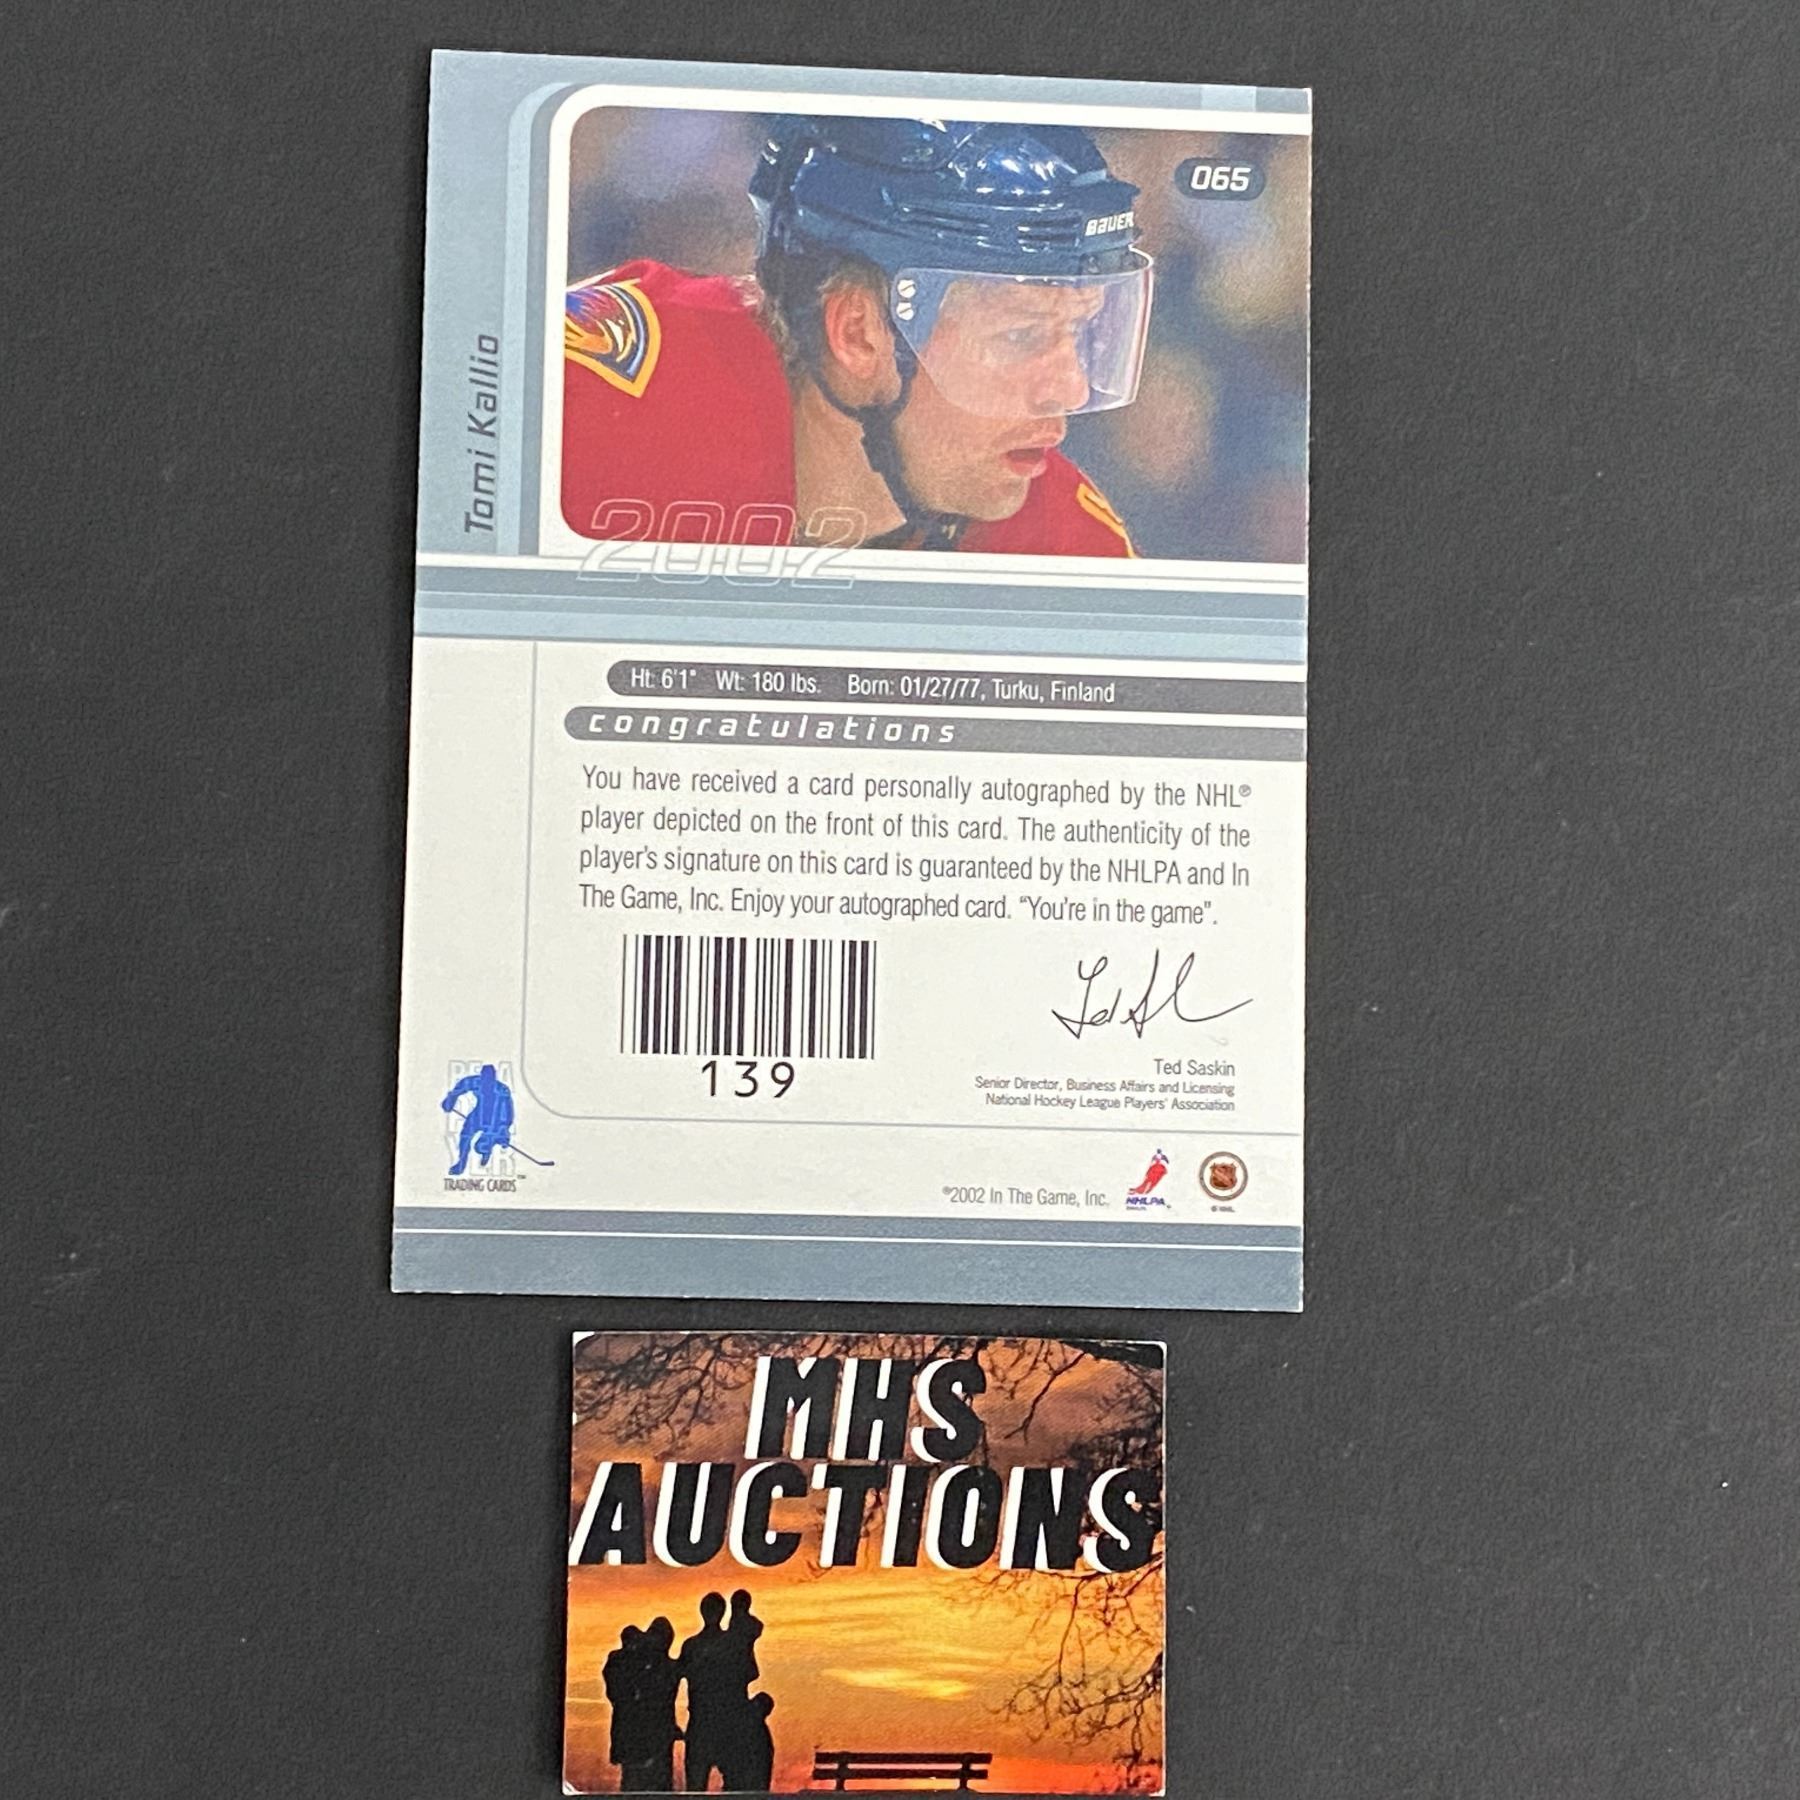 065
BAUER
Tomi Kallio
2002
Ht: 6'1" Wt: 180 lbs. Born: 01/27/77, Turku, Finland
congratulations
You have received a card personally autographed by the NHL®
player depicted on the front of this card. The authenticity of the
player's signature on this card is guaranteed by the NHLPA and In
The Game, Inc. Enjoy your autographed card. "You're in the game".
139
Ted Saskin
Senior Director, Business Affairs and Licensing
National Hockey League Players' Association
BE A
PLAYER
TRADING CARDS™
©2002 In The Game, Inc.
NHLPA
© NHL
MHS
AUCTIONS